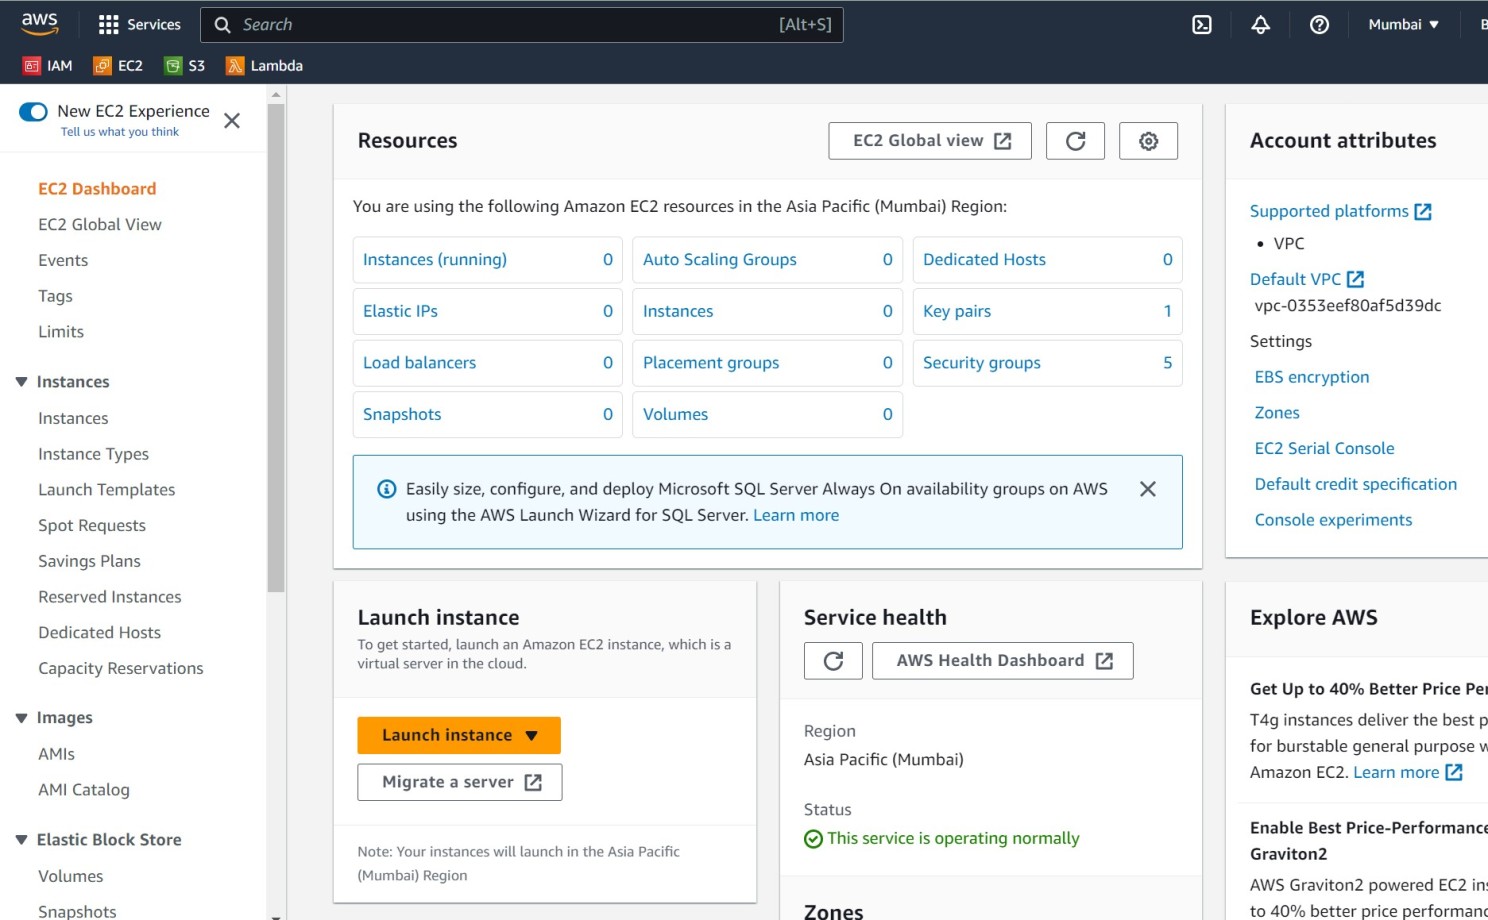 aws
Services
Search
[Alt+S]
Mumbai
IAM
EC2
S3
Lambda
New EC2 Experience
Tell us what you think
EC2 Dashboard
EC2 Global View
Events
Tags
Limits
Instances
Instances
Instance Types
Launch Templates
Spot Requests
Savings Plans
Reserved Instances
Dedicated Hosts
Capacity Reservations
Images
AMIs
AMI Catalog
Elastic Block Store
Volumes
Snapshots
Resources
EC2 Global view
You are using the following Amazon EC2 resources in the Asia Pacific (Mumbai) Region:
Instances (running) 0
Auto Scaling Groups 0
Dedicated Hosts 0
Elastic IPs 0
Instances 0
Key pairs 1
Load balancers 0
Placement groups 0
Security groups 5
Snapshots 0
Volumes 0
Easily size, configure, and deploy Microsoft SQL Server Always On availability groups on AWS
using the AWS Launch Wizard for SQL Server. Learn more
Launch instance
To get started, launch an Amazon EC2 instance, which is a
virtual server in the cloud.
Launch instance
Migrate a server
Note: Your instances will launch in the Asia Pacific
(Mumbai) Region
Service health
AWS Health Dashboard
Region
Asia Pacific (Mumbai)
Status
This service is operating normally
Zones
Account attributes
Supported platforms
• VPC
Default VPC
vpc-0353eef80af5d39dc
Settings
EBS encryption
Zones
EC2 Serial Console
Default credit specification
Console experiments
Explore AWS
Get Up to 40% Better Price
T4g instances deliver the best
for burstable general purpose
Amazon EC2. Learn more
Enable Best Price-Performance
Graviton2
AWS Graviton2 powered EC2
to 40% better price